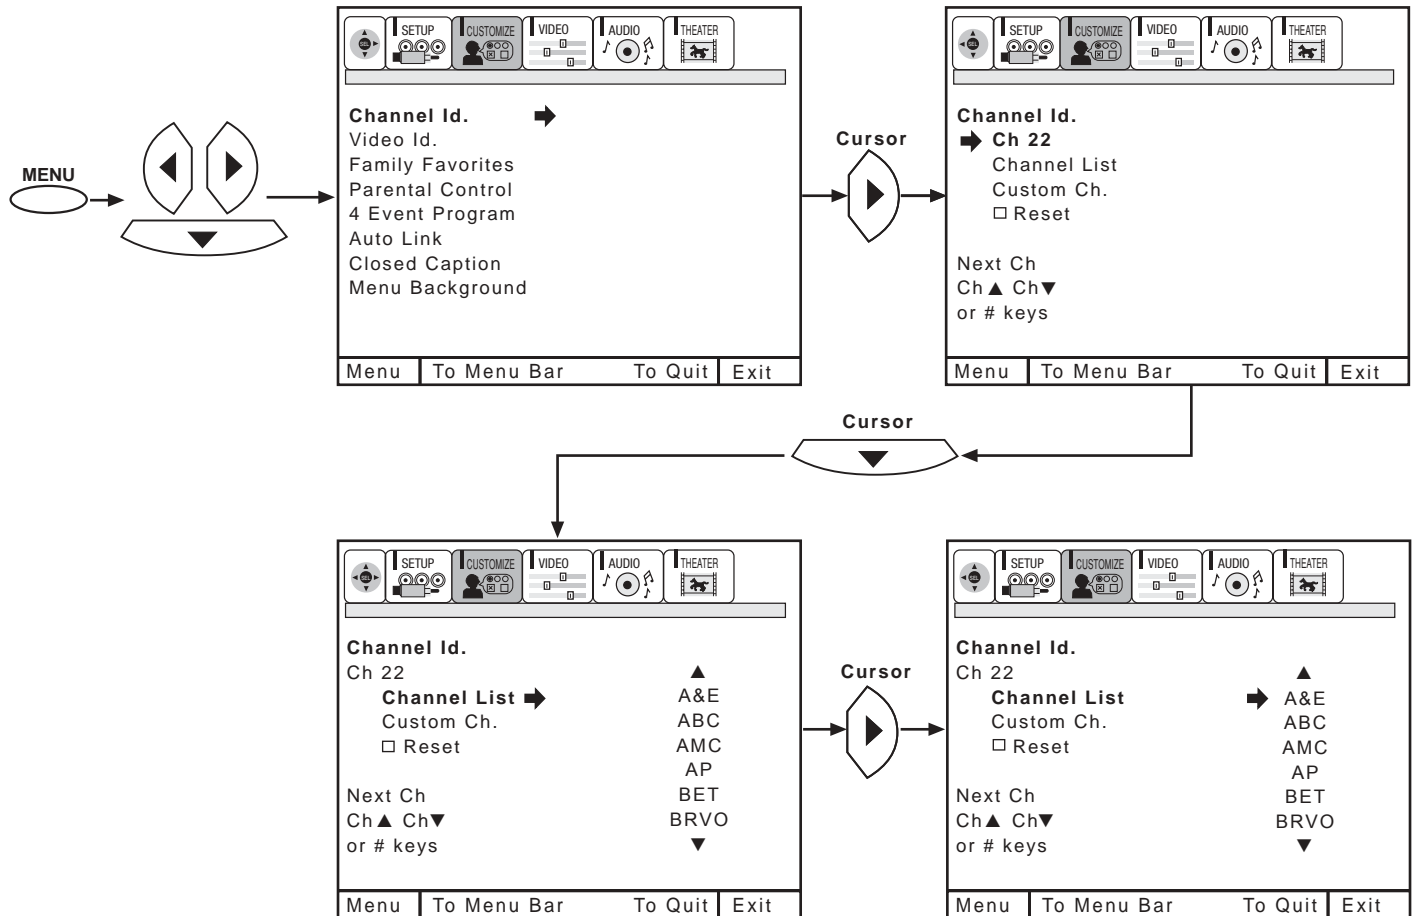 MENU
SETUP CUSTOMIZE VIDEO AUDIO THEATER
SEL
Channel Id.
Video Id.
Family Favorites
Parental Control
4 Event Program
Auto Link
Closed Caption
Menu Background
Menu To Menu Bar To Quit Exit
Cursor
SETUP CUSTOMIZE VIDEO AUDIO THEATER
SEL
Channel Id.
Ch 22
Channel List
Custom Ch.
Reset
Next Ch
Ch▲ Ch▼
or # keys
Menu To Menu Bar To Quit Exit
Cursor
SETUP CUSTOMIZE VIDEO AUDIO THEATER
SEL
Channel Id.
Ch 22
Channel List
Custom Ch.
Reset
Next Ch
Ch▲ Ch▼
or # keys
A&E
ABC
AMC
AP
BET
BRVO
Menu To Menu Bar To Quit Exit
Cursor
SETUP CUSTOMIZE VIDEO AUDIO THEATER
SEL
Channel Id.
Ch 22
Channel List
Custom Ch.
Reset
Next Ch
Ch▲ Ch▼
or # keys
A&E
ABC
AMC
AP
BET
BRVO
Menu To Menu Bar To Quit Exit